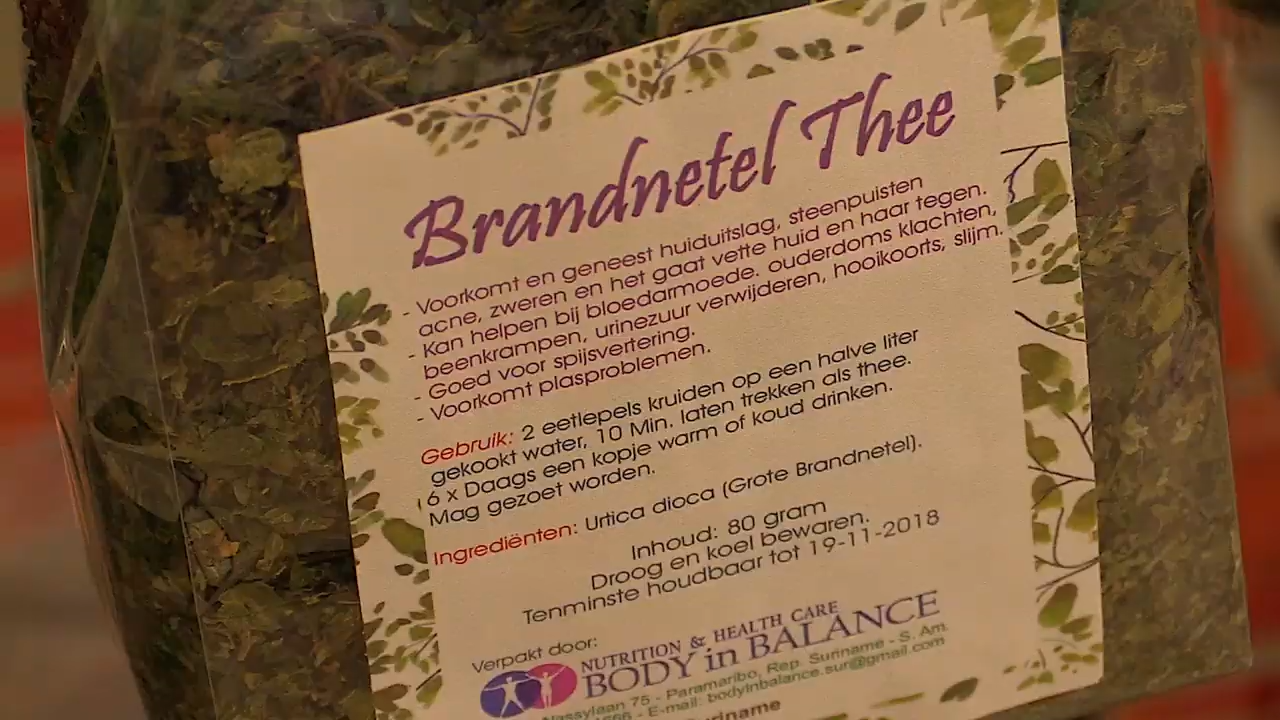 Brandnetel Thee
- Voorkomt en geneest huiduitslag, steenpuisten
acne, zweren en het gaat vette huid en haar tegen.
- Kan helpen bij bloedarmoede. ouderdoms klachten,
beenkrampen, urinezuur verwijderen, hooikoorts, slijm.
- Goed voor spijsvertering.
- Voorkomt plasproblemen.
Gebruik: 2 eetlepels kruiden op een halve liter
gekookt water, 10 Min. laten trekken als thee.
6 x Daags een kopje warm of koud drinken.
Mag gezoet worden.
Ingrediënten: Urtica dioca (Grote Brandnetel).
Inhoud: 80 gram
Droog en koel bewaren.
Tenminste houdbaar tot 19-11-2018
Verpakt door:
NUTRITION & HEALTH CARE
BODY in BALANCE
Nassylaan 75 - Paramaribo, Rep. Suriname - S. Am.
- E-mail: bodyinbalance.sur@gmail.com